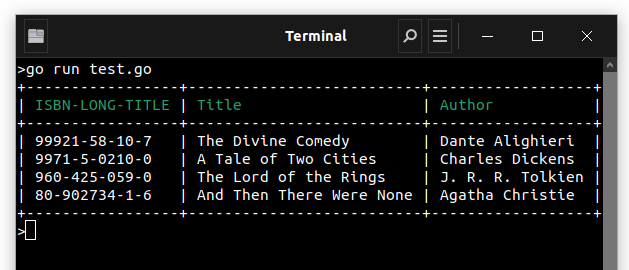 Terminal
>go run test.go
+-----------------+--------------------------+------------------+
| ISBN-LONG-TITLE | Title                    | Author           |
+-----------------+--------------------------+------------------+
| 99921-58-10-7   | The Divine Comedy        | Dante Alighieri  |
| 9971-5-0210-0   | A Tale of Two Cities     | Charles Dickens  |
| 960-425-059-0   | The Lord of the Rings    | J. R. R. Tolkien |
| 80-902734-1-6   | And Then There Were None | Agatha Christie  |
+-----------------+--------------------------+------------------+
>